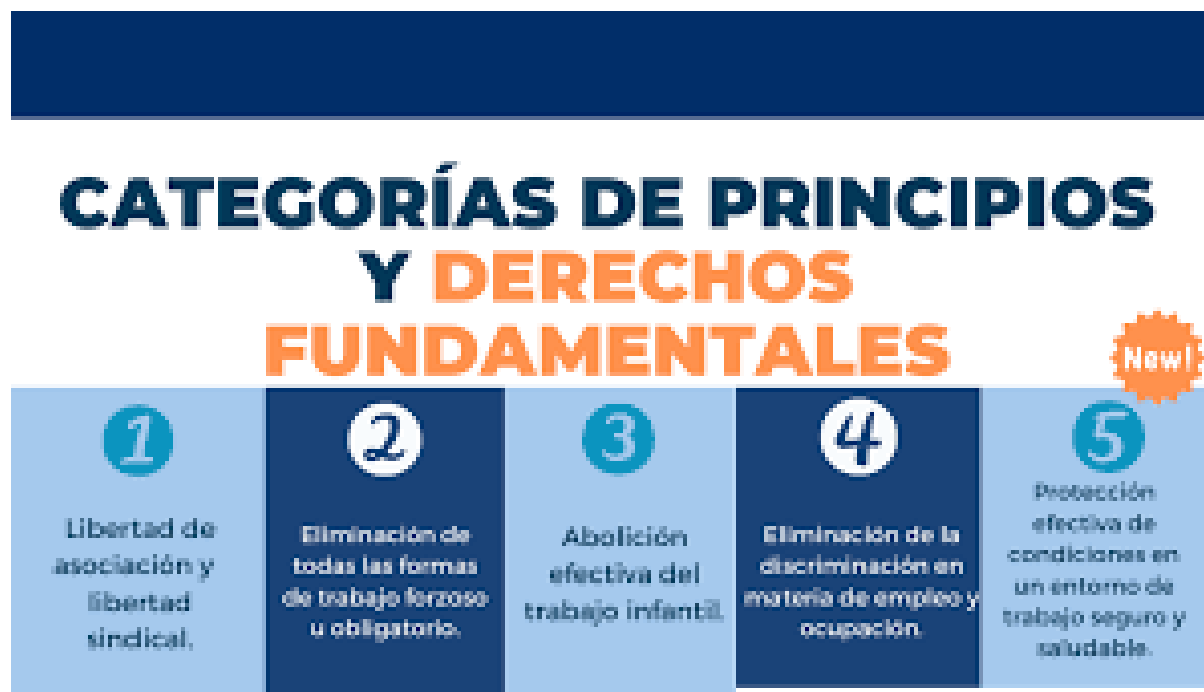 CATEGORÍAS DE PRINCIPIOS
Y DERECHOS
FUNDAMENTALES
New!
1
Libertad de
asociación y
libertad
sindical.
2
Eliminación de
todas las formas
de trabajo forzoso
u obligatorio.
3
Abolición
efectiva del
trabajo infantil.
4
Eliminación de la
discriminación en
materia de empleo y
ocupación.
5
Protección
efectiva de
condiciones en
un entorno de
trabajo seguro y
saludable.